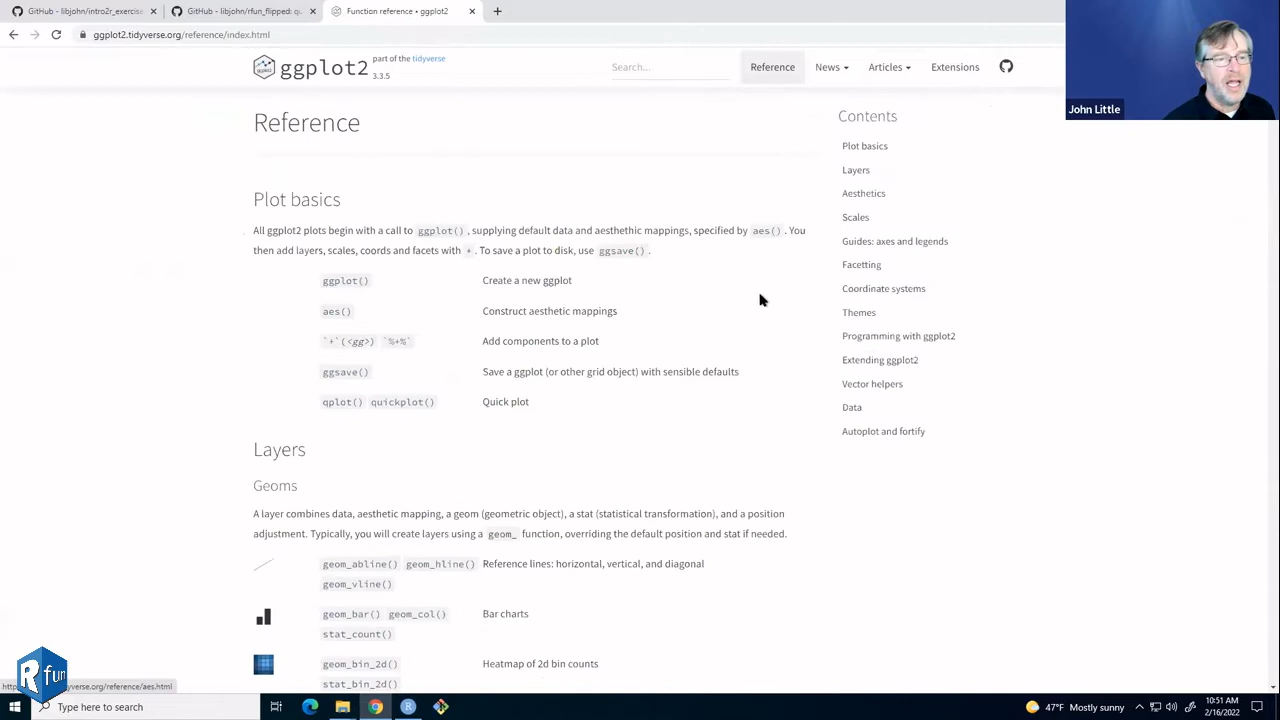 GitHub - libjohn/intro2r_exercise
GitHub - libjohn/rfun_flipped: qu
Function reference • ggplot2
ggplot2.tidyverse.org/reference/index.html
ggplot2 part of the tidyverse
3.3.5
Search...
Reference
News
Articles
Extensions
John Little
Reference
Plot basics
All ggplot2 plots begin with a call to ggplot(), supplying default data and aesthethic mappings, specified by aes(). You
then add layers, scales, coords and facets with +. To save a plot to disk, use ggsave().
ggplot() Create a new ggplot
aes() Construct aesthetic mappings
`+`(<gg>) `%+%` Add components to a plot
ggsave() Save a ggplot (or other grid object) with sensible defaults
qplot() quickplot() Quick plot
Layers
Geoms
A layer combines data, aesthetic mapping, a geom (geometric object), a stat (statistical transformation), and a position
adjustment. Typically, you will create layers using a geom_ function, overriding the default position and stat if needed.
geom_abline() geom_hline() Reference lines: horizontal, vertical, and diagonal
geom_vline()
geom_bar() geom_col() Bar charts
stat_count()
geom_bin_2d() Heatmap of 2d bin counts
stat_bin_2d()
Contents
Plot basics
Layers
Aesthetics
Scales
Guides: axes and legends
Facetting
Coordinate systems
Themes
Programming with ggplot2
Extending ggplot2
Vector helpers
Data
Autoplot and fortify
R fun
tidyverse.org/reference/aes.html
Type here to search
47°F Mostly sunny
10:51 AM
2/16/2022